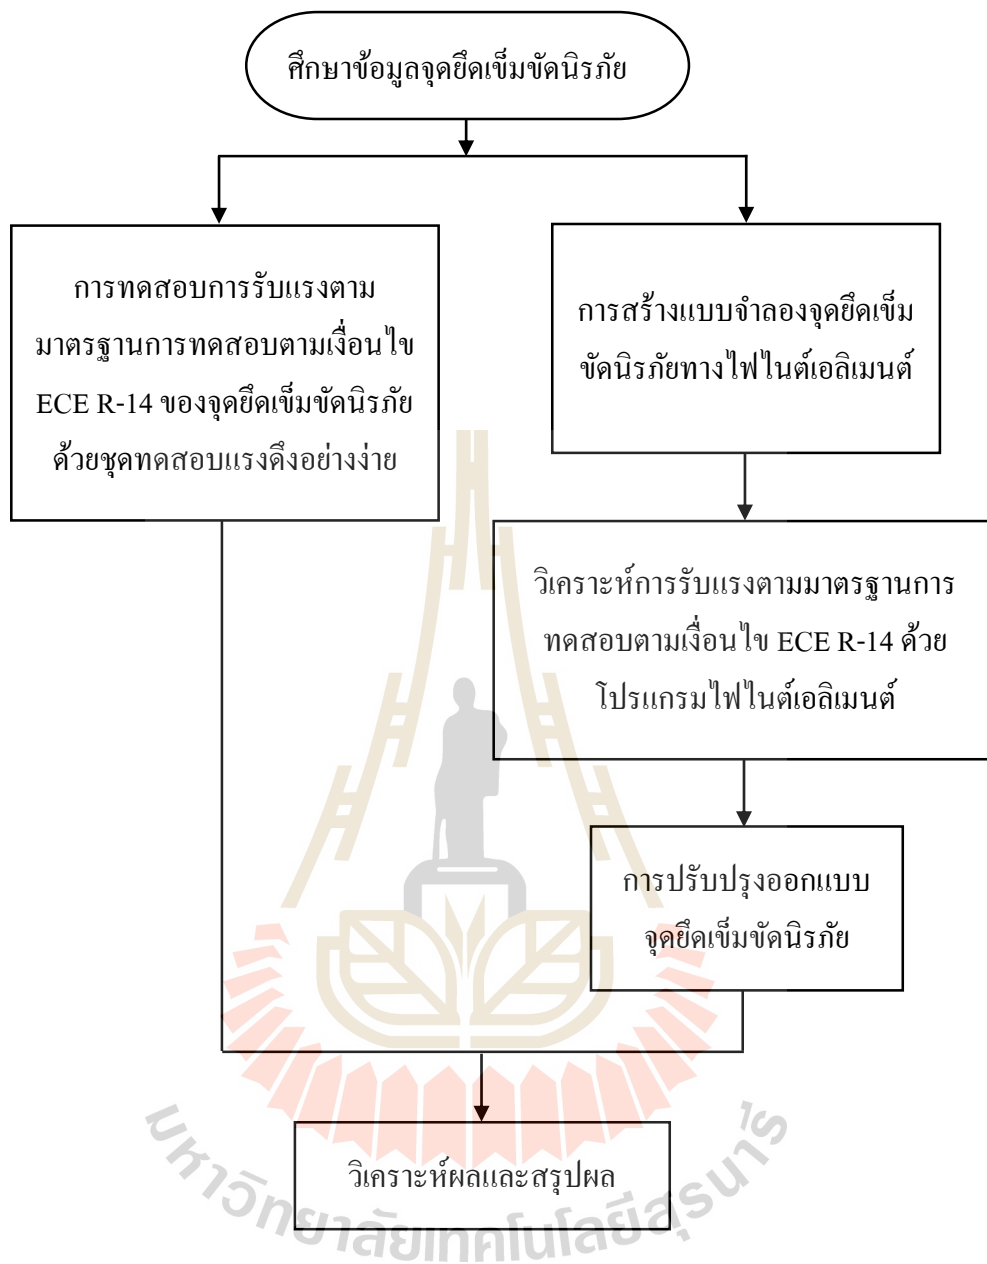 ศึกษาข้อมูลจุดยึดเข็มขัดนิรภัย
การทดสอบการรับแรงตาม
มาตรฐานการทดสอบตามเงื่อนไข
ECE R-14 ของจุดยึดเข็มขัดนิรภัย
ด้วยชุดทดสอบแรงดึงอย่างง่าย
การสร้างแบบจำลองจุดยึดเข็ม
ขัดนิรภัยทางไฟไนต์เอลิเมนต์
วิเคราะห์การรับแรงตามมาตรฐานการ
ทดสอบตามเงื่อนไข ECE R-14 ด้วย
โปรแกรมไฟไนต์เอลิเมนต์
การปรับปรุงออกแบบ
จุดยึดเข็มขัดนิรภัย
วิเคราะห์ผลและสรุปผล
มหาวิทยาลัยเทคโนโลยีสุรนารี